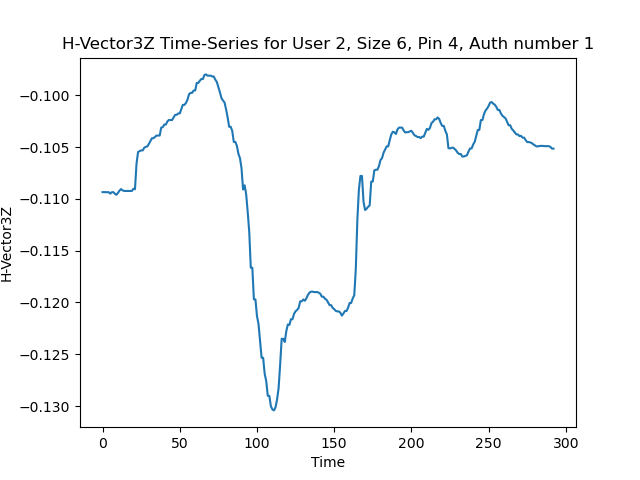 H-Vector3Z Time-Series for User 2, Size 6, Pin 4, Auth number 1
−0.100
−0.105
−0.110
−0.115
−0.120
−0.125
−0.130
H-Vector3Z
0 50 100 150 200 250 300
Time